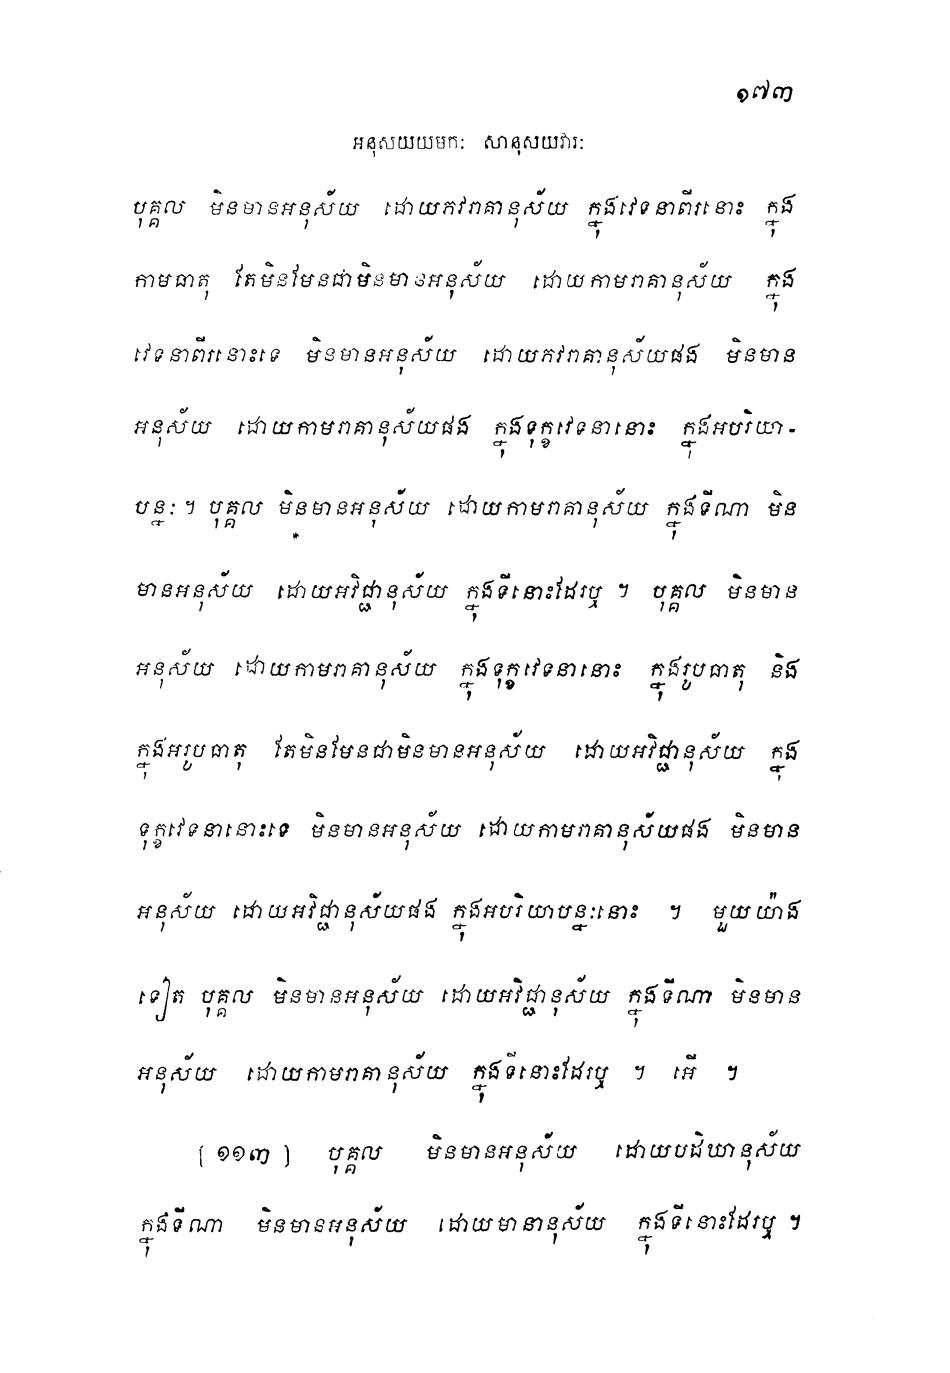 ១៧៣
អនុសយយមកៈ សានុសយវារៈ
បុគ្គល មិនមានអនុស័យ ដោយភវរាគានុស័យ ក្នុងវេទនាពីរនោះ ក្នុង
កាមធាតុ តែមិនមែនជាមិនមានអនុស័យ ដោយកាមរាគានុស័យ ក្នុង
វេទនាពីរនោះទេ មិនមានអនុស័យ ដោយភវរាគានុស័យផង មិនមាន
អនុស័យ ដោយកាមរាគានុស័យផង ក្នុងទុក្ខវេទនានោះ ក្នុងអបរិយា-
បន្នៈ ។ បុគ្គល មិនមានអនុស័យ ដោយកាមរាគានុស័យ ក្នុងទីណា មិន
មានអនុស័យ ដោយអវិជ្ជានុស័យ ក្នុងទីនោះដែរឬ ។ បុគ្គល មិនមាន
អនុស័យ ដោយកាមរាគានុស័យ ក្នុងទុក្ខវេទនានោះ ក្នុងរូបធាតុ និង
ក្នុងអរូបធាតុ តែមិនមែនជាមិនមានអនុស័យ ដោយអវិជ្ជានុស័យ ក្នុង
ទុក្ខវេទនានោះទេ មិនមានអនុស័យ ដោយកាមរាគានុស័យផង មិនមាន
អនុស័យ ដោយអវិជ្ជានុស័យផង ក្នុងអបរិយាបន្នៈនោះ ។ មួយយ៉ាង
ទៀត បុគ្គល មិនមានអនុស័យ ដោយអវិជ្ជានុស័យ ក្នុងទីណា មិនមាន
អនុស័យ ដោយកាមរាគានុស័យ ក្នុងទីនោះដែរឬ ។ អើ ។
[១១៣] បុគ្គល មិនមានអនុស័យ ដោយបដិឃានុស័យ
ក្នុងទីណា មិនមានអនុស័យ ដោយមានានុស័យ ក្នុងទីនោះដែរឬ ។